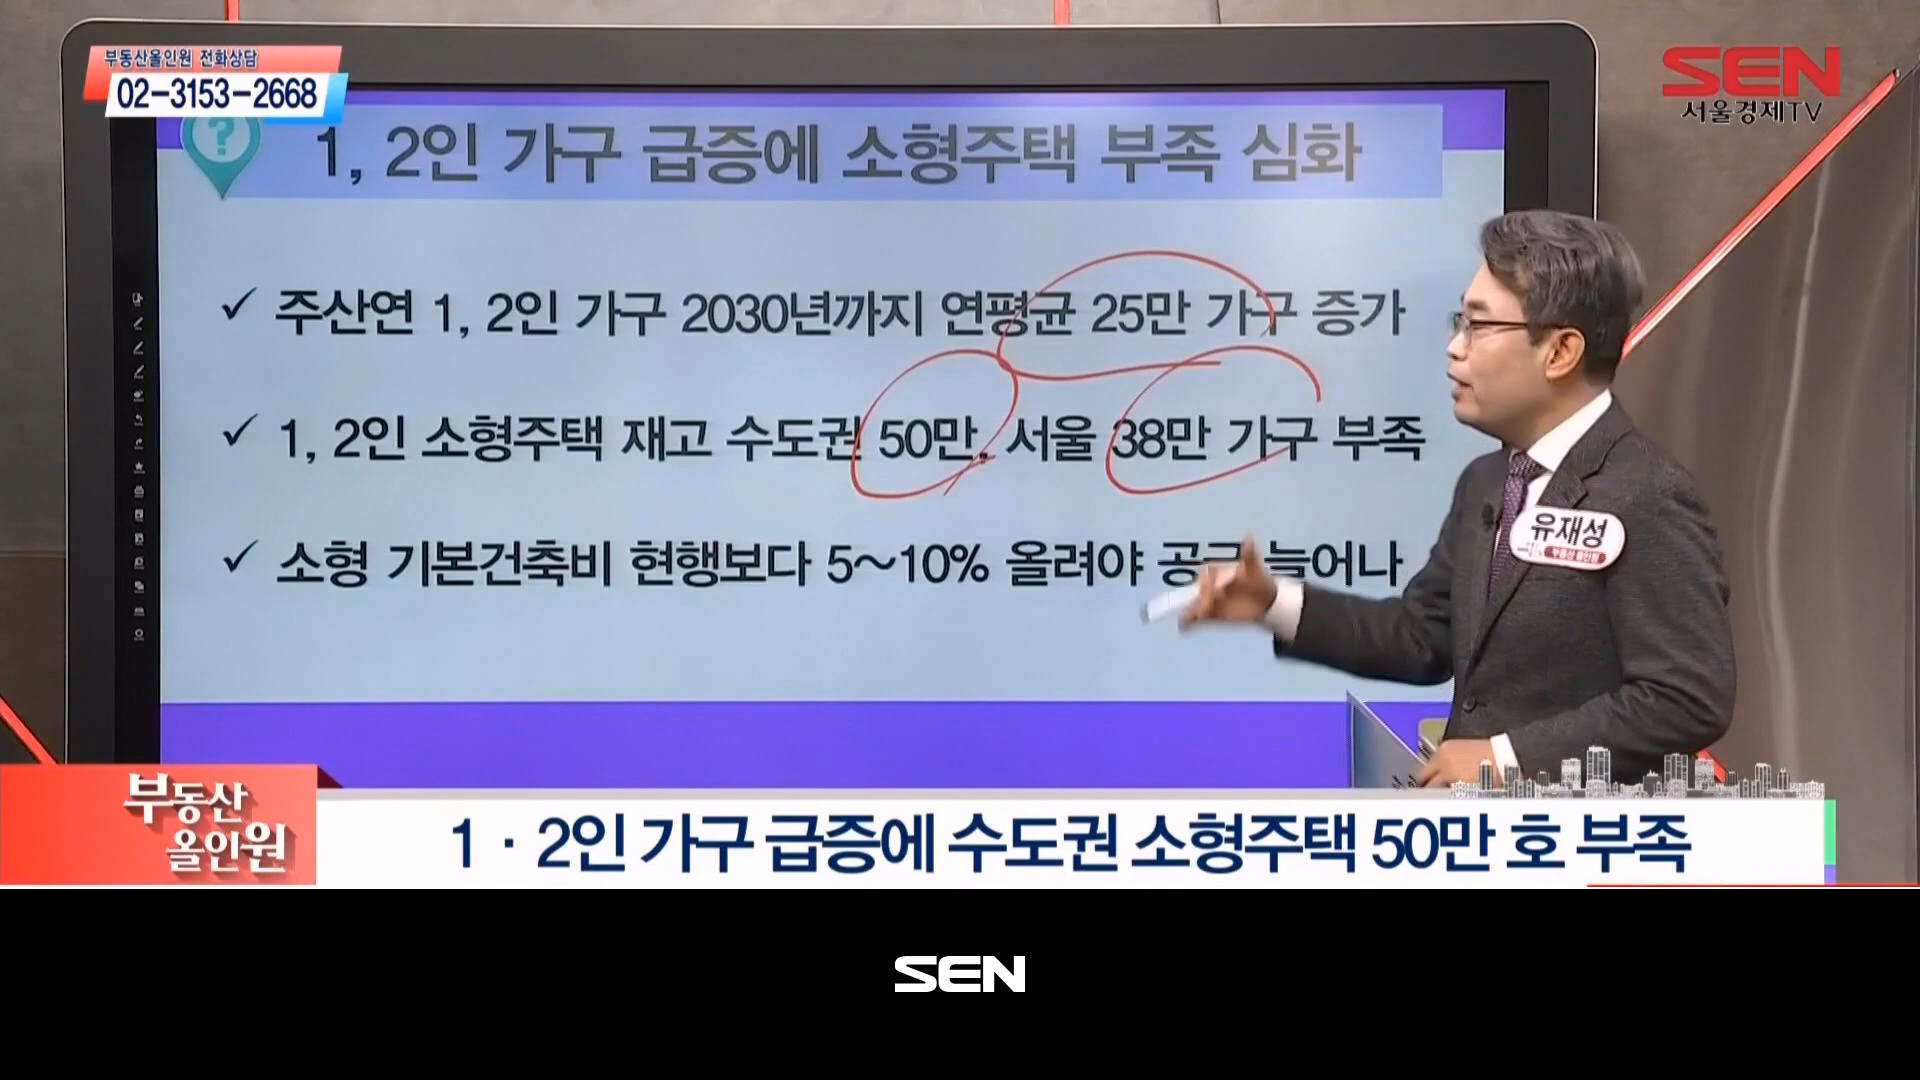 부동산올인원 전화상담
02-3153-2668
SEN
서울경제TV
?
1, 2인 가구 급증에 소형주택 부족 심화
✓ 주산연 1, 2인 가구 2030년까지 연평균 25만 가구 증가
✓ 1, 2인 소형주택 재고 수도권 50만, 서울 38만 가구 부족
✓ 소형 기본건축비 현행보다 5~10% 올려야 공급 늘어나
유재성
부동산
올인원
1 · 2인 가구 급증에 수도권 소형주택 50만 호 부족
SEN